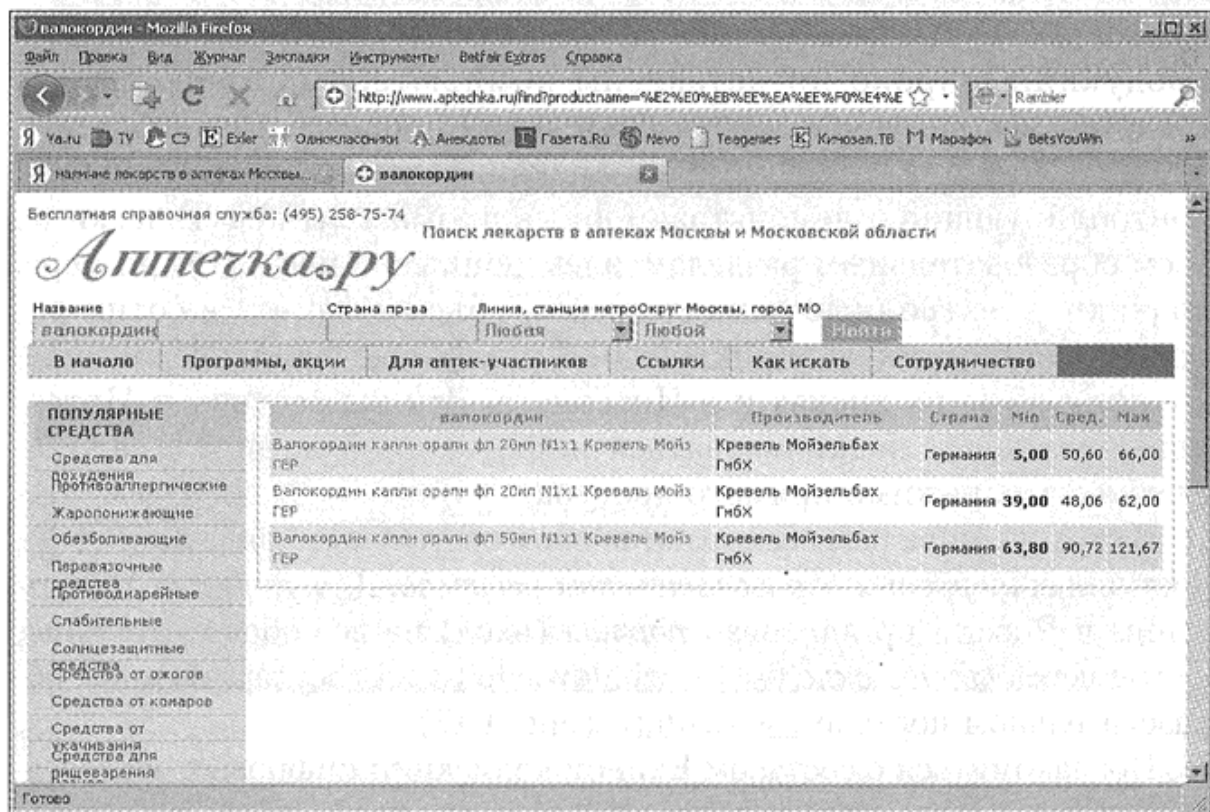 валокордин - Mozilla Firefox
Файл Правка Вид Журнал Закладки Инструменты Betfair Extras Справка
http://www.aptechka.ru/find?productname=%E2%E0%EB%EE%EA%EE%F0%E4%E Rambler
Ya.ru TV СЭ Exler Одноклассники Анекдоты Газета.Ru Nevo Teagames Кинозал.ТВ Марафон BetsYouWin »
наличие лекарств в аптеках Москвы... валокордин
Бесплатная справочная служба: (495) 258-75-74
Поиск лекарств в аптеках Москвы и Московской области
Аптечка.ру
Название Страна пр-ва Линия, станция метро Округ Москвы, город МО
валокордин Любая Любой Найти
В начало Программы, акции Для аптек-участников Ссылки Как искать Сотрудничество
ПОПУЛЯРНЫЕ
СРЕДСТВА
Средства для
похудения
Противоаллергические
Жаропонижающие
Обезболивающие
Перевязочные
средства
Противодиарейные
Слабительные
Солнцезащитные
средства
Средства от ожогов
Средства от комаров
Средства от
укачивания
Средства для
пищеварения
валокордин Производитель Страна Min Сред. Max
Валокордин капли орали фл 20мл N1x1 Кревель Мойз
ГЕР
Кревель Мойзельбах
ГмбХ
Германия 5,00 50,60 66,00
Валокордин капли орали фл 20мл N1x1 Кревель Мойз
ГЕР
Кревель Мойзельбах
ГмбХ
Германия 39,00 48,06 62,00
Валокордин капли орали фл 50мл N1x1 Кревель Мойз
ГЕР
Кревель Мойзельбах
ГмбХ
Германия 63,80 90,72 121,67
Готово